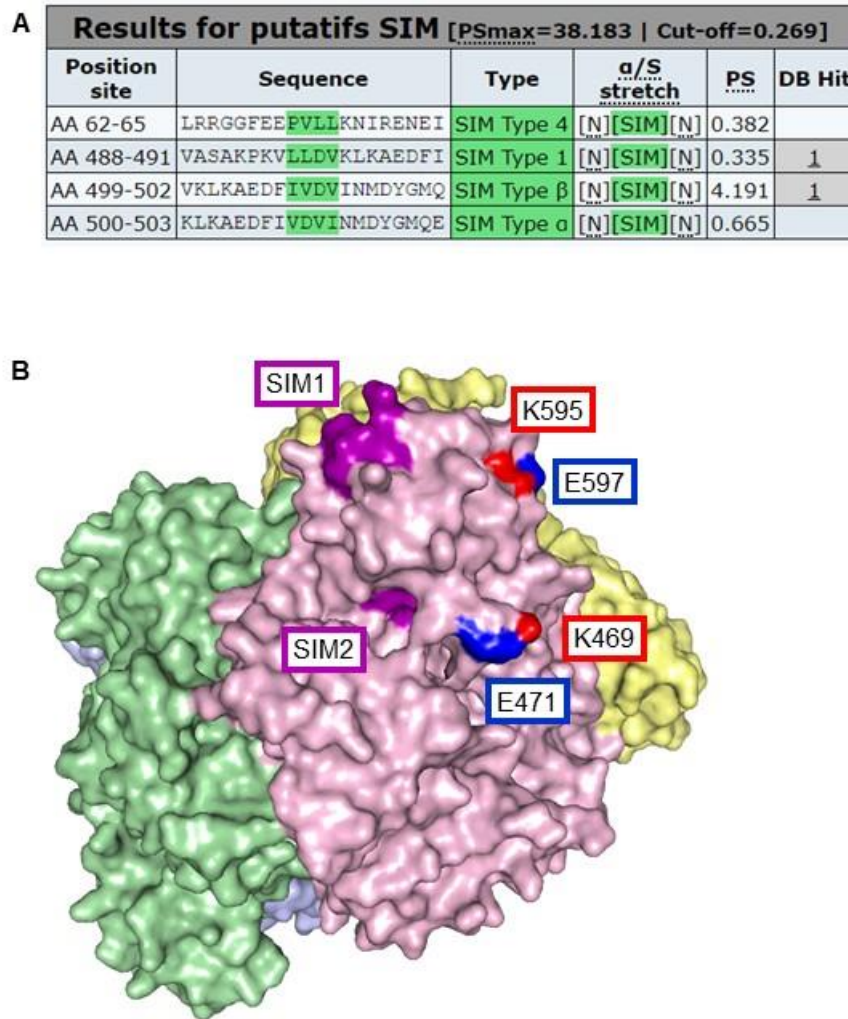 A
Results for putatifs SIM [PSmax=38.183 | Cut-off=0.269]
Position site Sequence Type α/S stretch PS DB Hit
AA 62-65 LRRGGFEEPVLLKNIRENEI SIM Type 4 [N][SIM][N] 0.382
AA 488-491 VASAKPKVLLDVKLKAEDFI SIM Type 1 [N][SIM][N] 0.335 1
AA 499-502 VKLKAEDFIVDVINMDYGMQ SIM Type β [N][SIM][N] 4.191 1
AA 500-503 KLKAEDFIVDVINMDYGMQE SIM Type α [N][SIM][N] 0.665
B
SIM1
K595
E597
SIM2
K469
E471